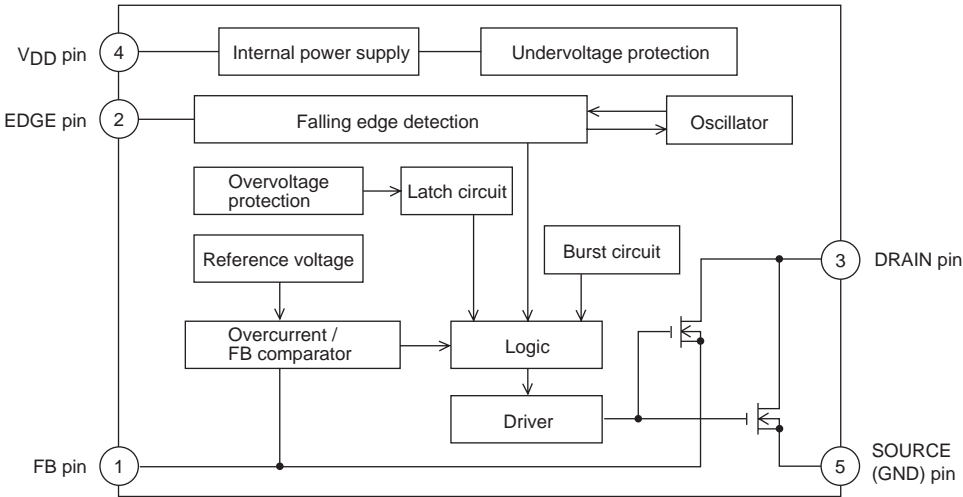 V_DD pin
4
Internal power supply
Undervoltage protection
EDGE pin
2
Falling edge detection
Oscillator
Overvoltage
protection
Latch circuit
Reference voltage
Burst circuit
3
DRAIN pin
Overcurrent /
FB comparator
Logic
Driver
FB pin
1
5
SOURCE
(GND) pin